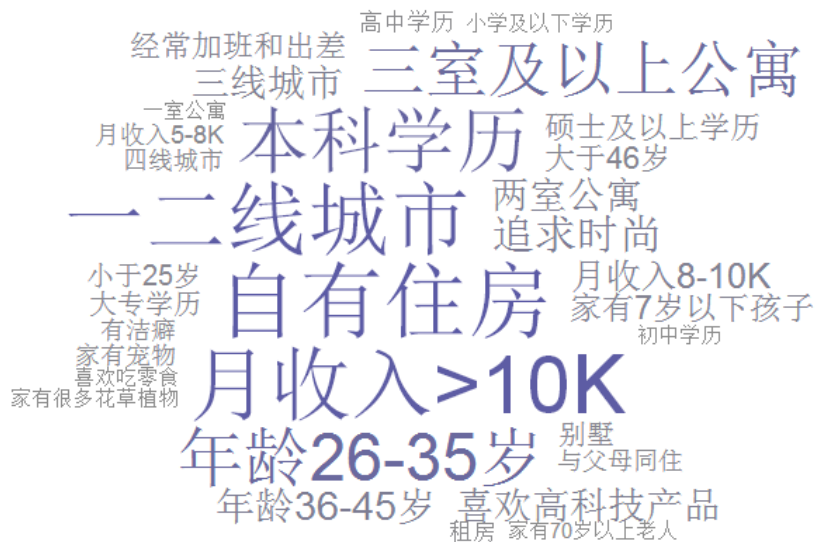 高中学历 小学及以下学历
经常加班和出差
三线城市 三室及以上公寓
一室公寓
月收入5-8K
四线城市
本科学历
硕士及以上学历
大于46岁
一二线城市
两室公寓
追求时尚
小于25岁
大专学历
有洁癖
家有宠物
喜欢吃零食
家有很多花草植物
自有住房
月收入8-10K
家有7岁以下孩子
初中学历
月收入>10K
年龄26-35岁
别墅
与父母同住
年龄36-45岁 喜欢高科技产品
租房 家有70岁以上老人